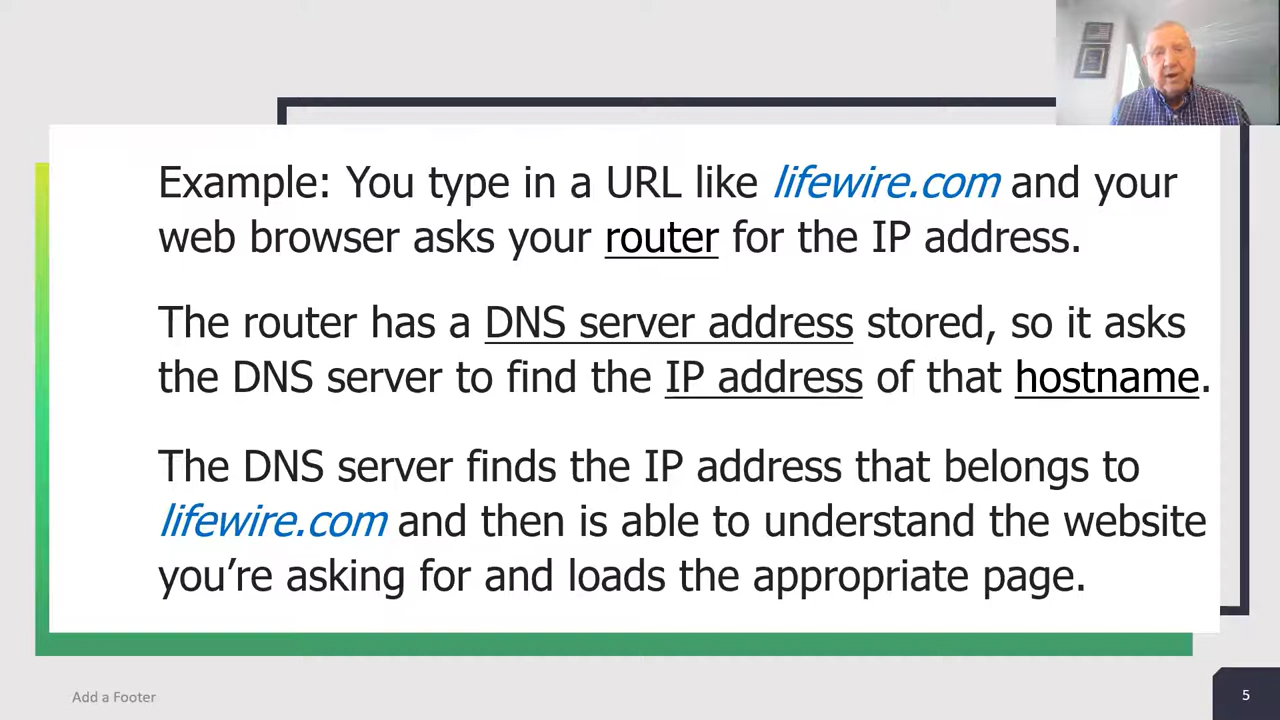 Example: You type in a URL like lifewire.com and your
web browser asks your router for the IP address.
The router has a DNS server address stored, so it asks
the DNS server to find the IP address of that hostname.
The DNS server finds the IP address that belongs to
lifewire.com and then is able to understand the website
you’re asking for and loads the appropriate page.
Add a Footer
5